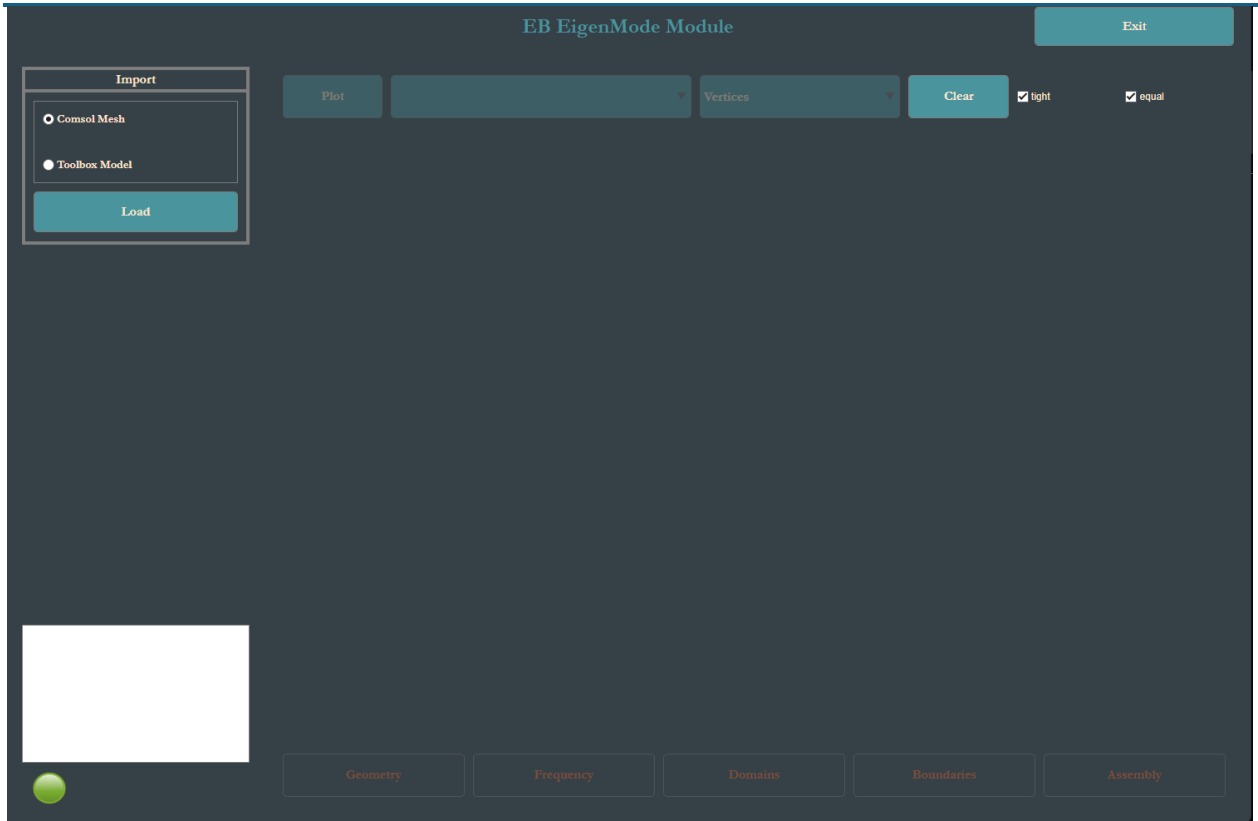 EB EigenMode Module
Exit
Import
Comsol Mesh
Toolbox Model
Load
Plot
Vertices
Clear
tight
equal
Geometry
Frequency
Domains
Boundaries
Assembly